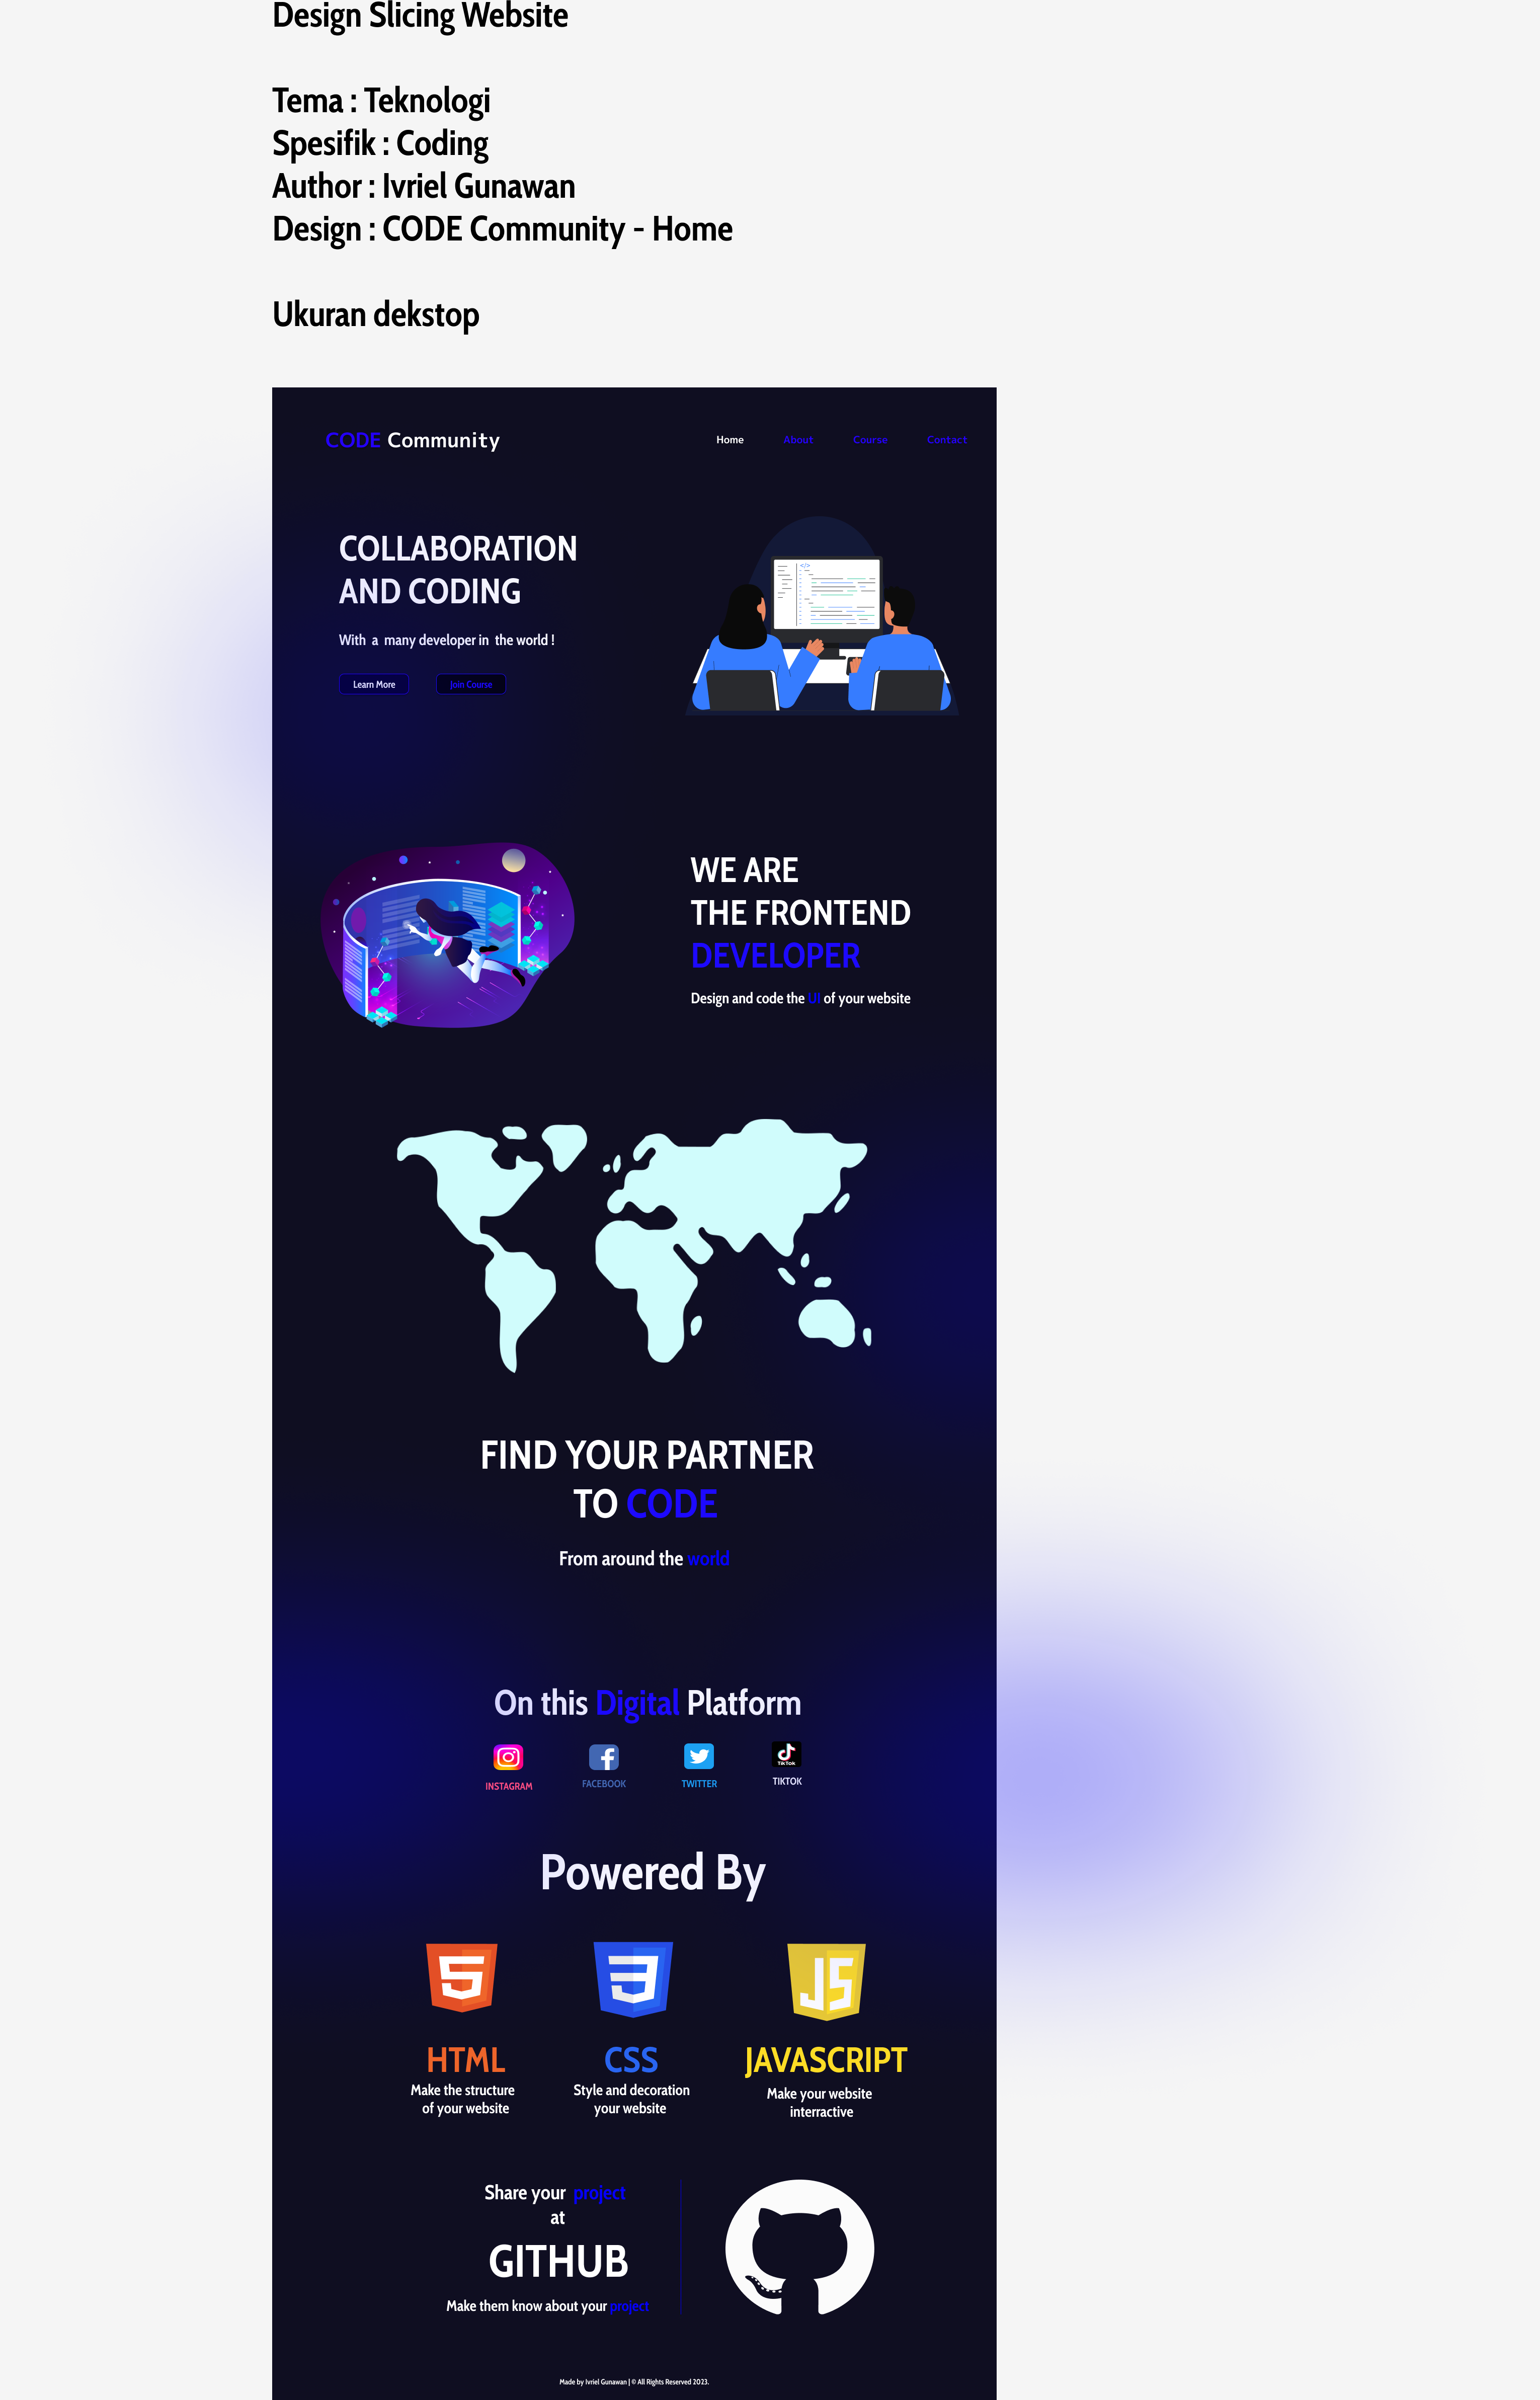 Design Slicing Website
Tema : Teknologi
Spesifik : Coding
Author : Ivriel Gunawan
Design : CODE Community - Home
Ukuran dekstop
CODE Community
Home About Course Contact
COLLABORATION
AND CODING
With a many developer in the world !
Learn More Join Course
</>
WE ARE
THE FRONTEND
DEVELOPER
Design and code the UI of your website
FIND YOUR PARTNER
TO CODE
From around the world
On this Digital Platform
TikTok
INSTAGRAM FACEBOOK TWITTER TIKTOK
Powered By
5 3 JS
HTML CSS JAVASCRIPT
Make the structure
of your website
Style and decoration
your website
Make your website
interractive
Share your project
at
GITHUB
Make them know about your project
Made by Ivriel Gunawan | © All Rights Reserved 2023.